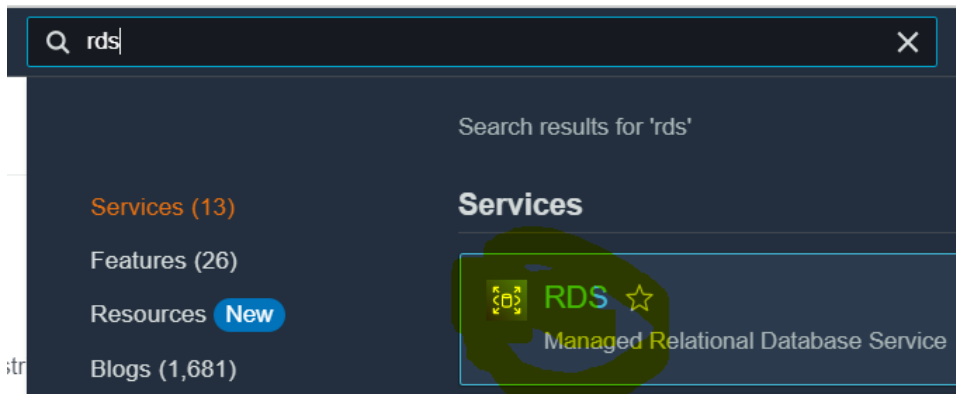 rds
Search results for 'rds'
Services (13)
Features (26)
Resources New
Blogs (1,681)
Services
RDS
Managed Relational Database Service
str